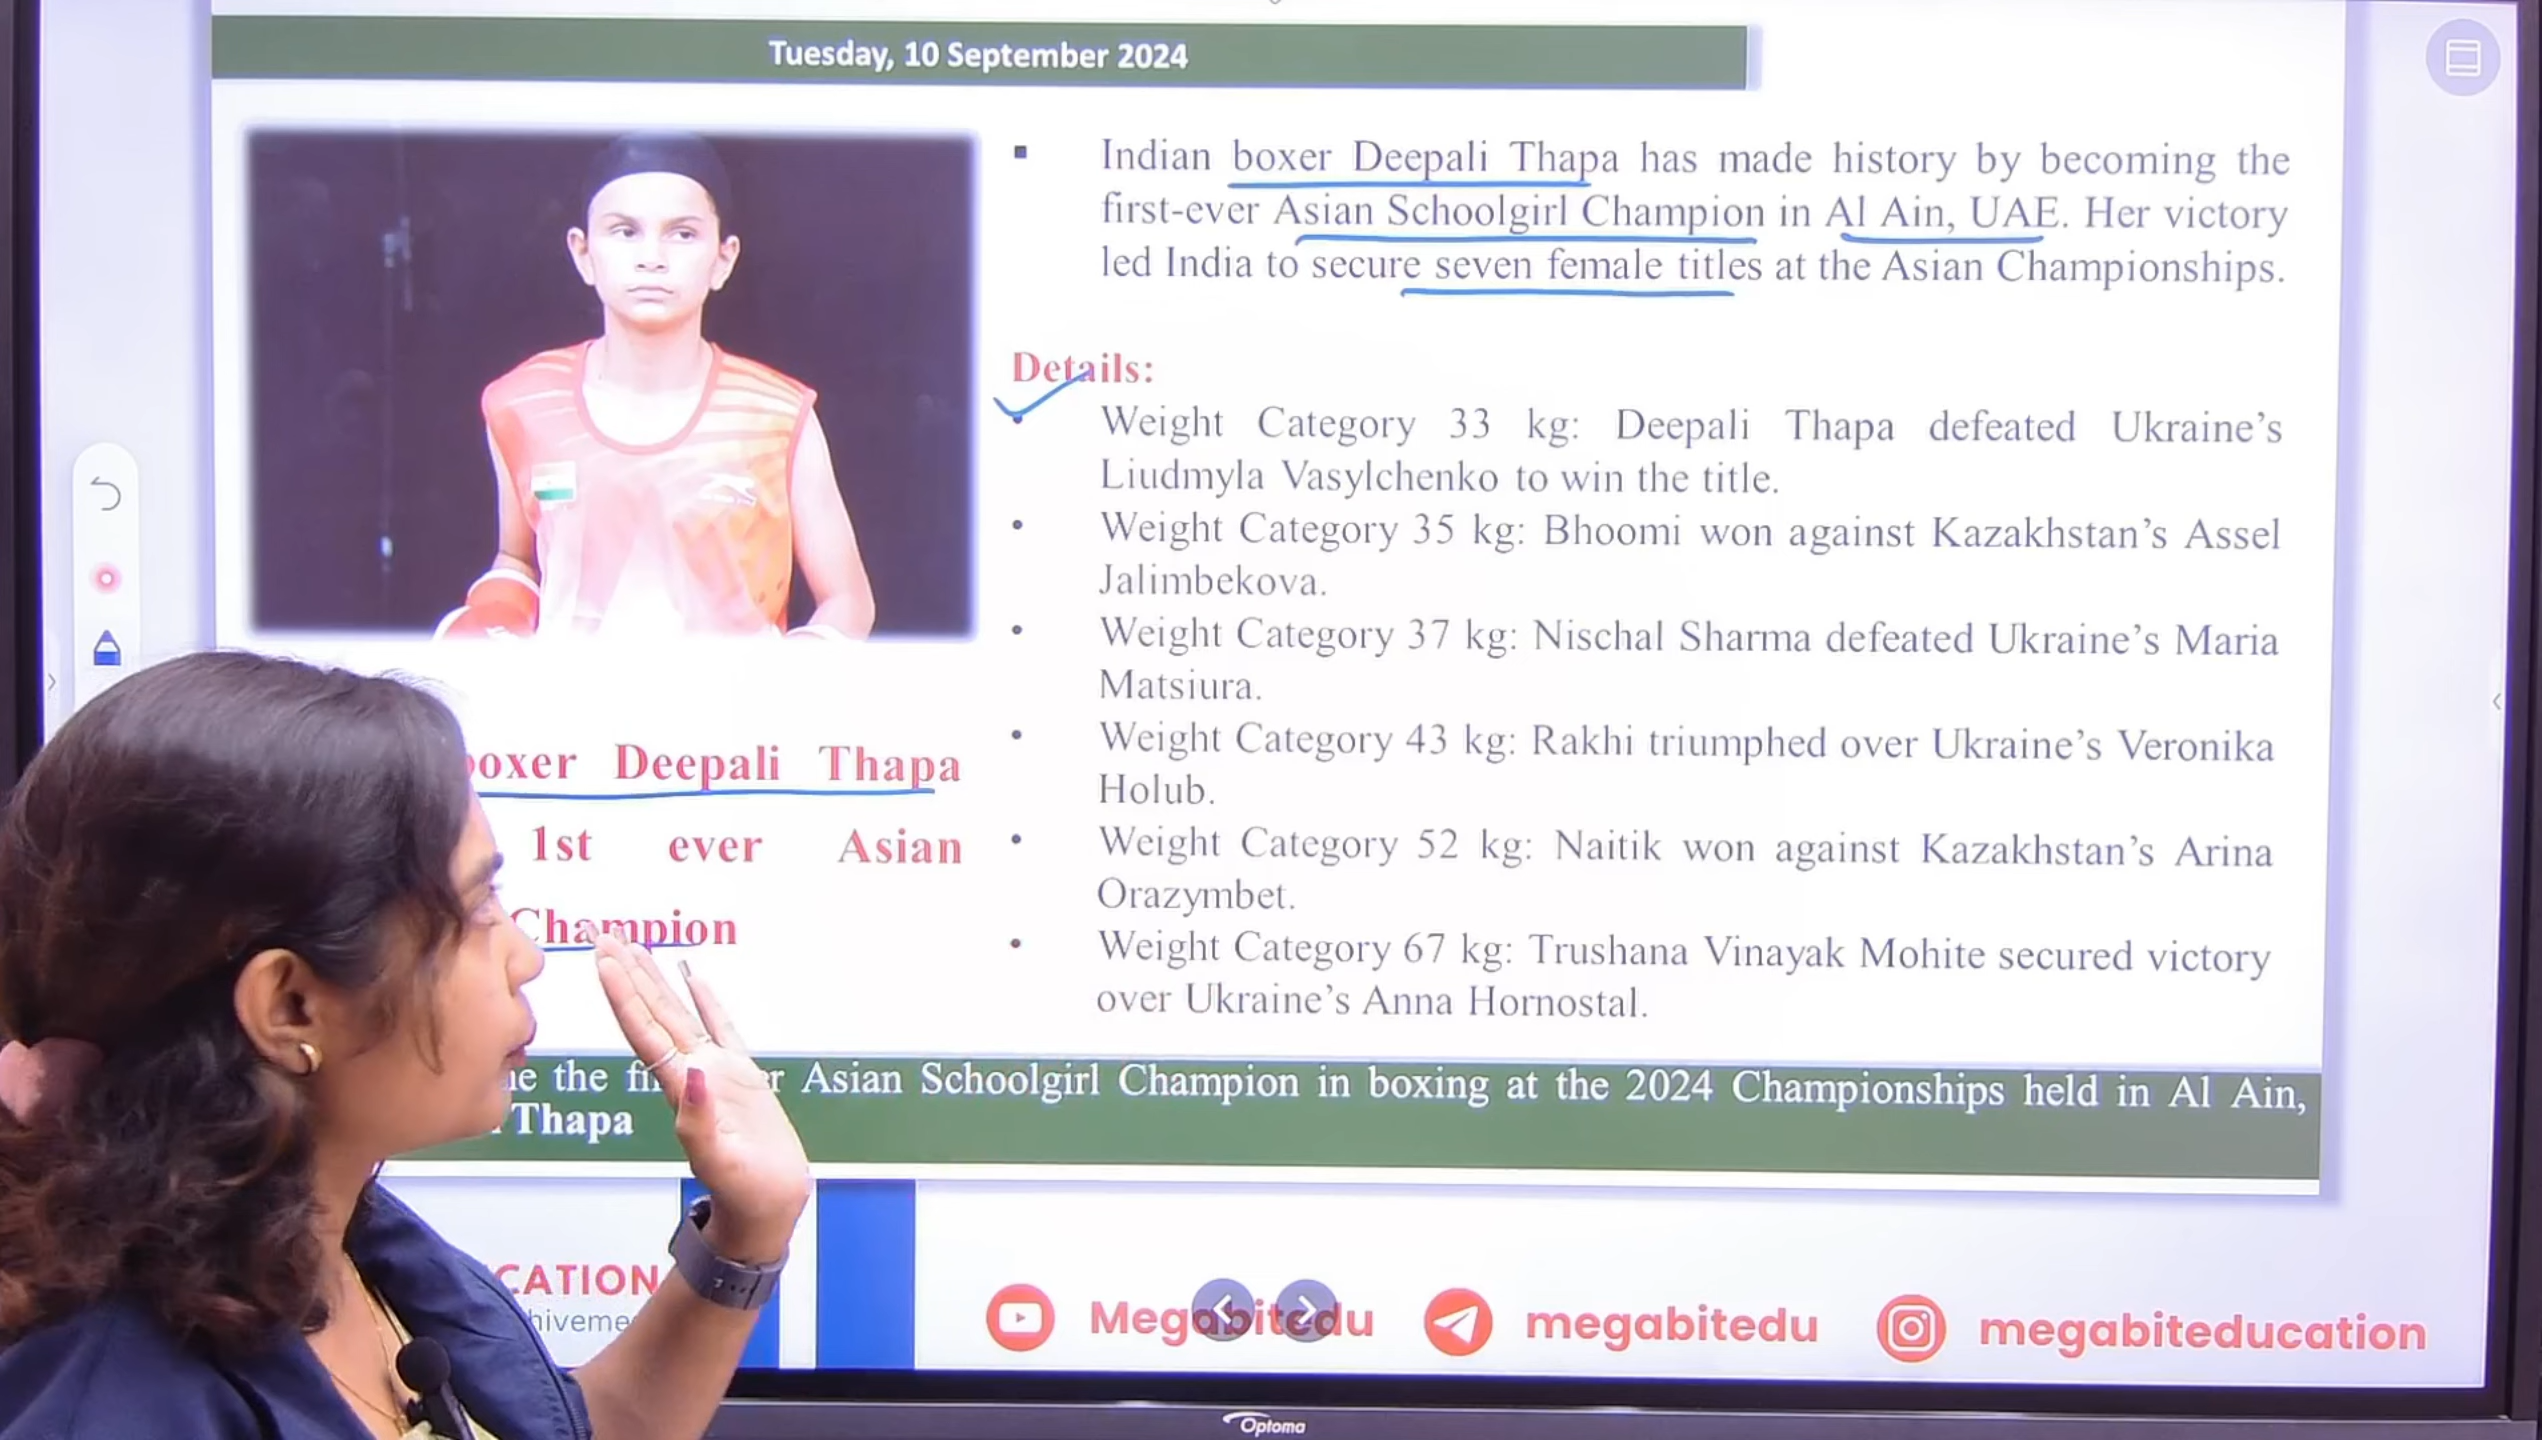 Tuesday, 10 September 2024
Indian boxer Deepali Thapa has made history by becoming the
first-ever Asian Schoolgirl Champion in Al Ain, UAE. Her victory
led India to secure seven female titles at the Asian Championships.
Details:
Weight Category 33 kg: Deepali Thapa defeated Ukraine's
Liudmyla Vasylchenko to win the title.
Weight Category 35 kg: Bhoomi won against Kazakhstan's Assel
Jalimbekova.
Weight Category 37 kg: Nischal Sharma defeated Ukraine's Maria
Matsiura.
Weight Category 43 kg: Rakhi triumphed over Ukraine's Veronika
Holub.
Weight Category 52 kg: Naitik won against Kazakhstan's Arina
Orazymbet.
Weight Category 67 kg: Trushana Vinayak Mohite secured victory
over Ukraine's Anna Hornostal.
boxer Deepali Thapa
1st ever Asian
Champion
the Asian Schoolgirl Champion in boxing at the 2024 Championships held in Al Ain,
Thapa
CATION
Megabitedu
megabitedu
megabiteducation
Optoma